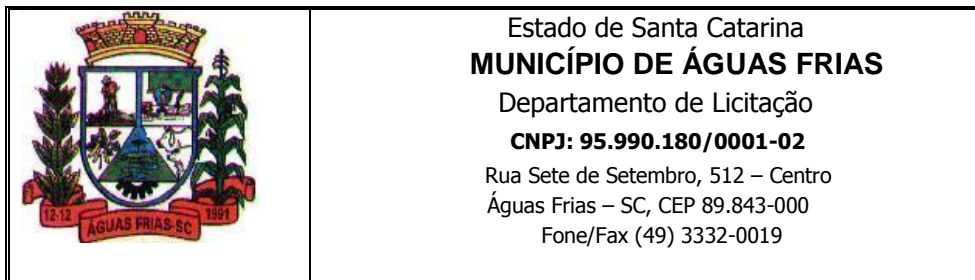 12-12
ÁGUAS FRIAS-SC
1991
Estado de Santa Catarina
MUNICÍPIO DE ÁGUAS FRIAS
Departamento de Licitação
CNPJ: 95.990.180/0001-02
Rua Sete de Setembro, 512 – Centro
Águas Frias – SC, CEP 89.843-000
Fone/Fax (49) 3332-0019